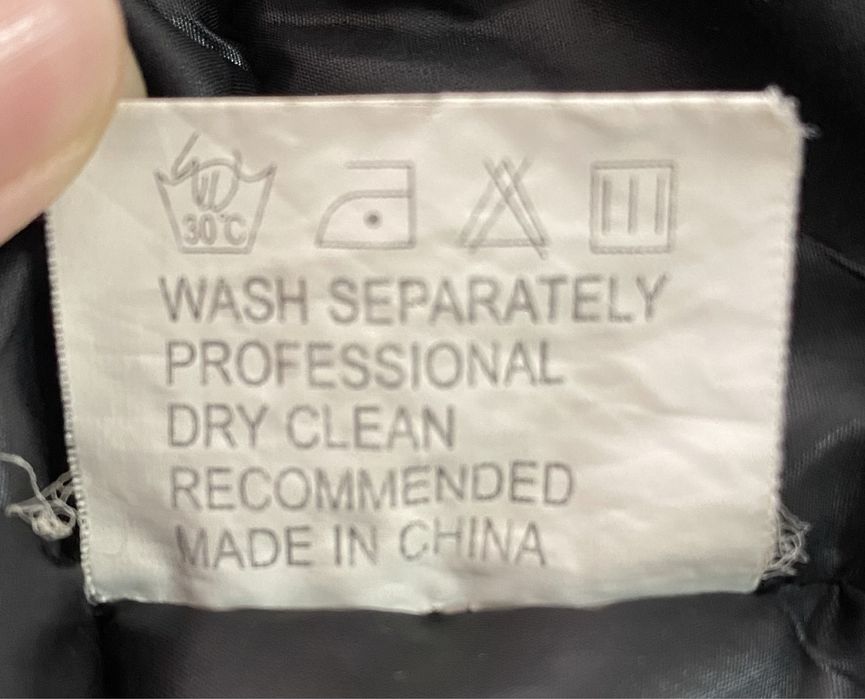 30°C
WASH SEPARATELY
PROFESSIONAL
DRY CLEAN
RECOMMENDED
MADE IN CHINA